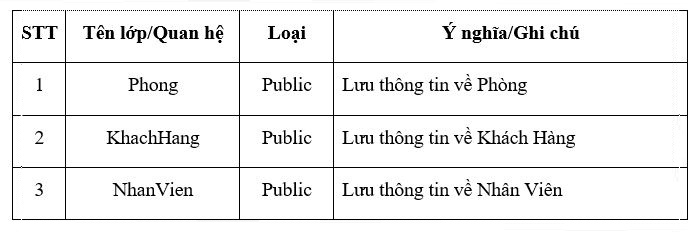 STT Tên lớp/Quan hệ Loại Ý nghĩa/Ghi chú
1 Phong Public Lưu thông tin về Phòng
2 KhachHang Public Lưu thông tin về Khách Hàng
3 NhanVien Public Lưu thông tin về Nhân Viên